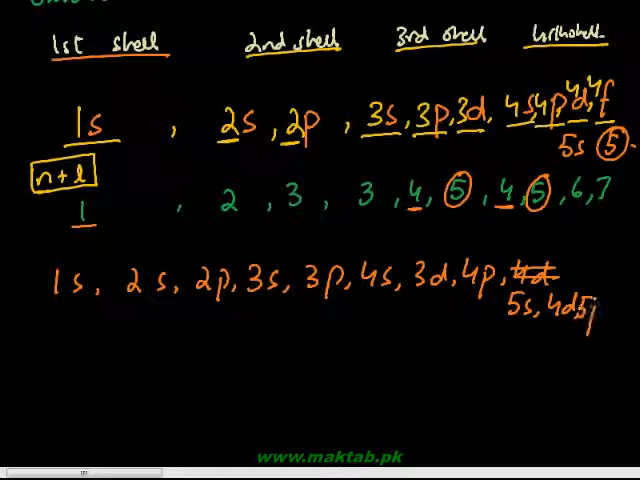 1st shell 2nd shell 3rd shell
1s, 2s, 2p, 3s, 3p, 3d, 4s, 4p, 4d, 4f
5s 5
n+l
1, 2, 3, 3, 4, 5, 4, 5, 6, 7
1s, 2s, 2p, 3s, 3p, 4s, 3d, 4p, 4d
5s, 4d, 5p
www.maktab.pk